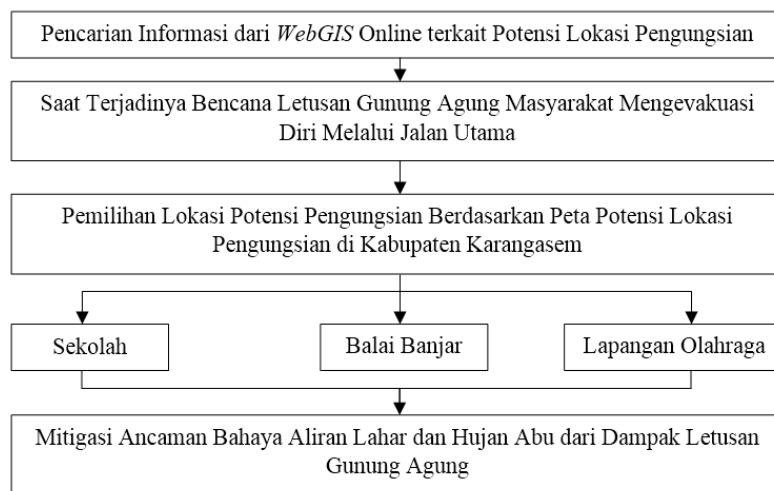 Pencarian Informasi dari WebGIS Online terkait Potensi Lokasi Pengungsian
Saat Terjadinya Bencana Letusan Gunung Agung Masyarakat Mengevakuasi
Diri Melalui Jalan Utama
Pemilihan Lokasi Potensi Pengungsian Berdasarkan Peta Potensi Lokasi
Pengungsian di Kabupaten Karangasem
Sekolah
Balai Banjar
Lapangan Olahraga
Mitigasi Ancaman Bahaya Aliran Lahar dan Hujan Abu dari Dampak Letusan
Gunung Agung